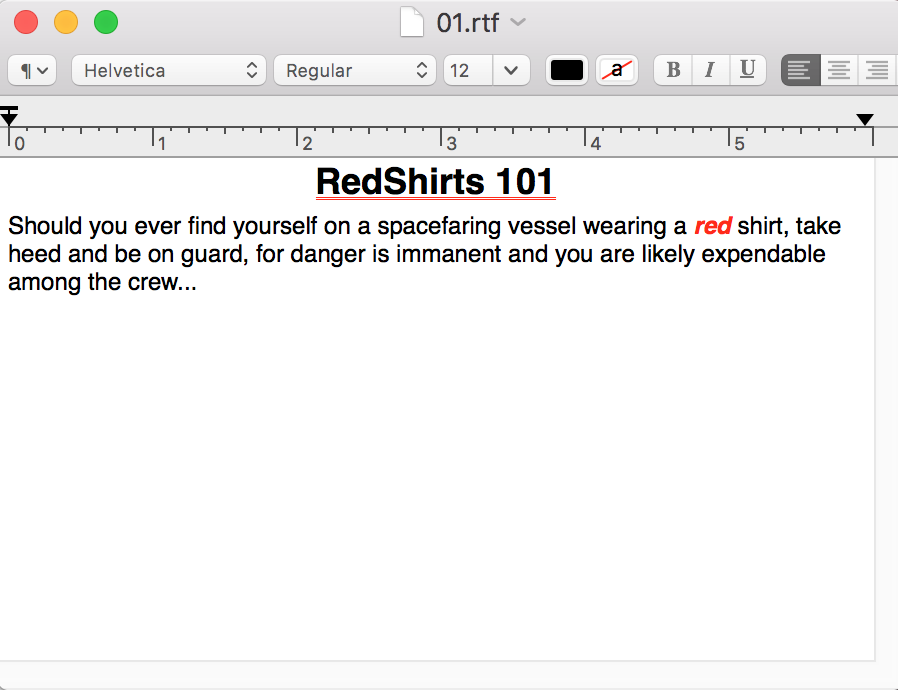 01.rtf
¶ Helvetica Regular 12 a B I U
0 1 2 3 4 5
RedShirts 101
Should you ever find yourself on a spacefaring vessel wearing a red shirt, take
heed and be on guard, for danger is immanent and you are likely expendable
among the crew...